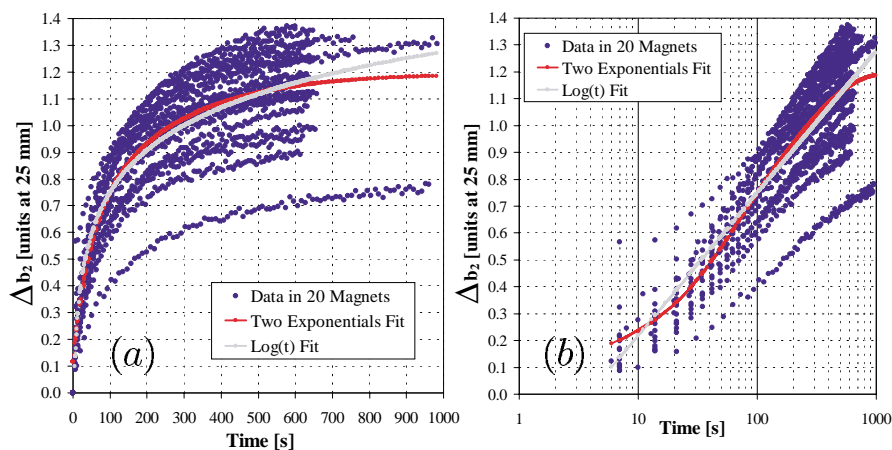 1.4
1.3
1.2
1.1
1.0
0.9
0.8
0.7
0.6
0.5
0.4
0.3
0.2
0.1
0.0
Δb₂ [units at 25 mm]
Data in 20 Magnets
Two Exponentials Fit
Log(t) Fit
(a)
0 100 200 300 400 500 600 700 800 900 1000
Time [s]
1.4
1.3
1.2
1.1
1.0
0.9
0.8
0.7
0.6
0.5
0.4
0.3
0.2
0.1
0.0
Δb₂ [units at 25 mm]
Data in 20 Magnets
Two Exponentials Fit
Log(t) Fit
(b)
1 10 100 1000
Time [s]